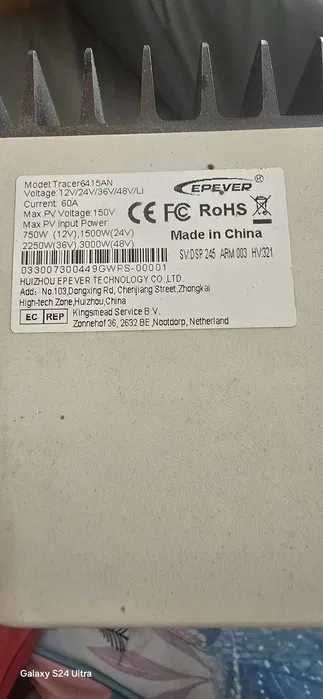 Model:Tracer6415AN
Voltage:12V/24V/36V/48V/LI
Current: 60A
Max.PV Voltage:150V
Max.PV Input Power
750W (12V),1500W(24V)
2250W(36V),3000W(48V)
EPEVER ®
CE FC RoHS
Made in China
SV:DSP 245 ARM 003 HV:321
033007300449GWPS-00001
HUIZHOU EPEVER TECHNOLOGY CO.,LTD
Add: No.103,Dongxing Rd, Chenjiang Street,Zhongkai
High-tech Zone,Huizhou,China
EC REP Kingsmead Service B.V.
Zonnehof 36, 2632 BE ,Nootdorp, Netherland
Galaxy S24 Ultra